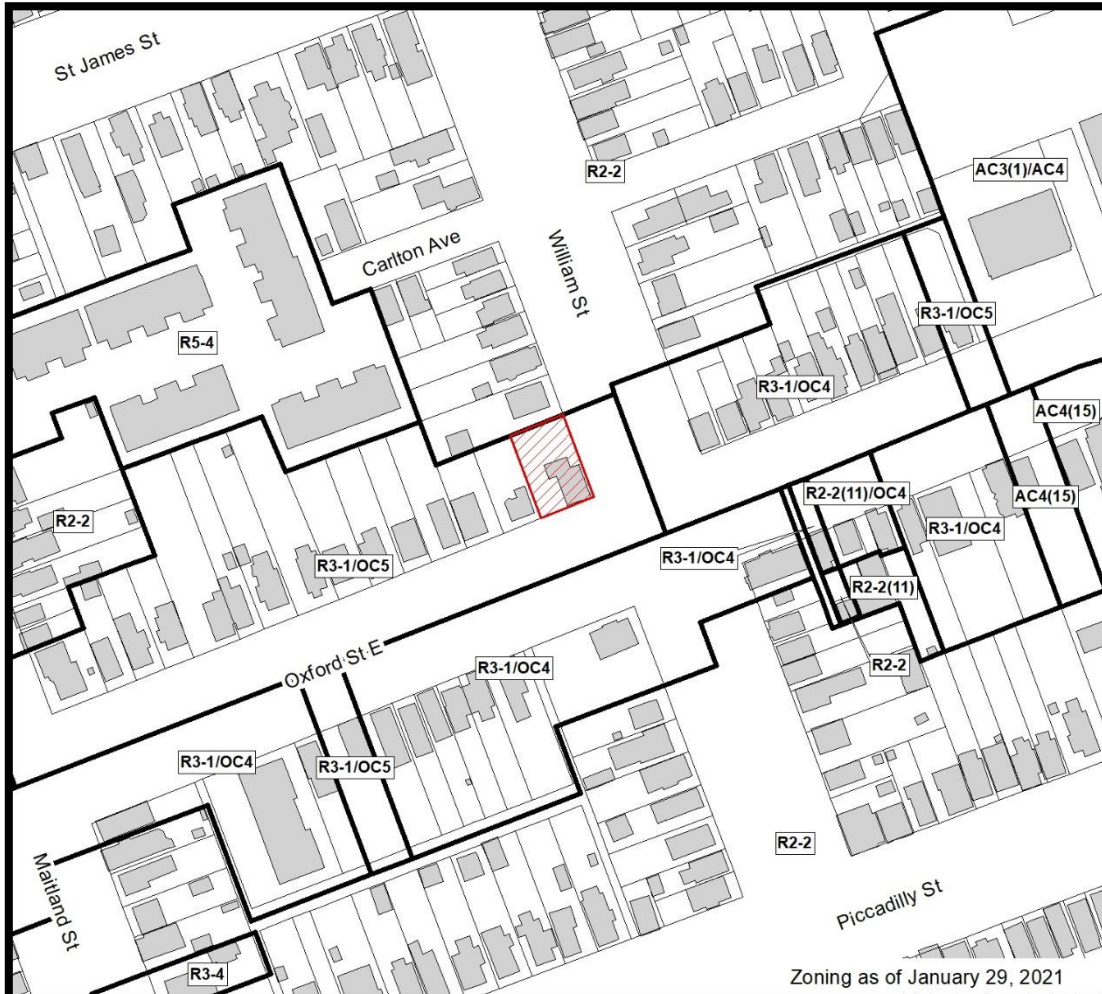 St James St
R2-2
AC3(1)/AC4
Carlton Ave
William St
R3-1/OC5
R5-4
R3-1/OC4
AC4(15)
R2-2(11)/OC4
AC4(15)
R2-2
R3-1/OC4
R3-1/OC4
R3-1/OC5
R2-2(11)
Oxford St E
R3-1/OC4
R2-2
R3-1/OC4
R3-1/OC5
R2-2
Maitland St
Piccadilly St
R3-4
Zoning as of January 29, 2021